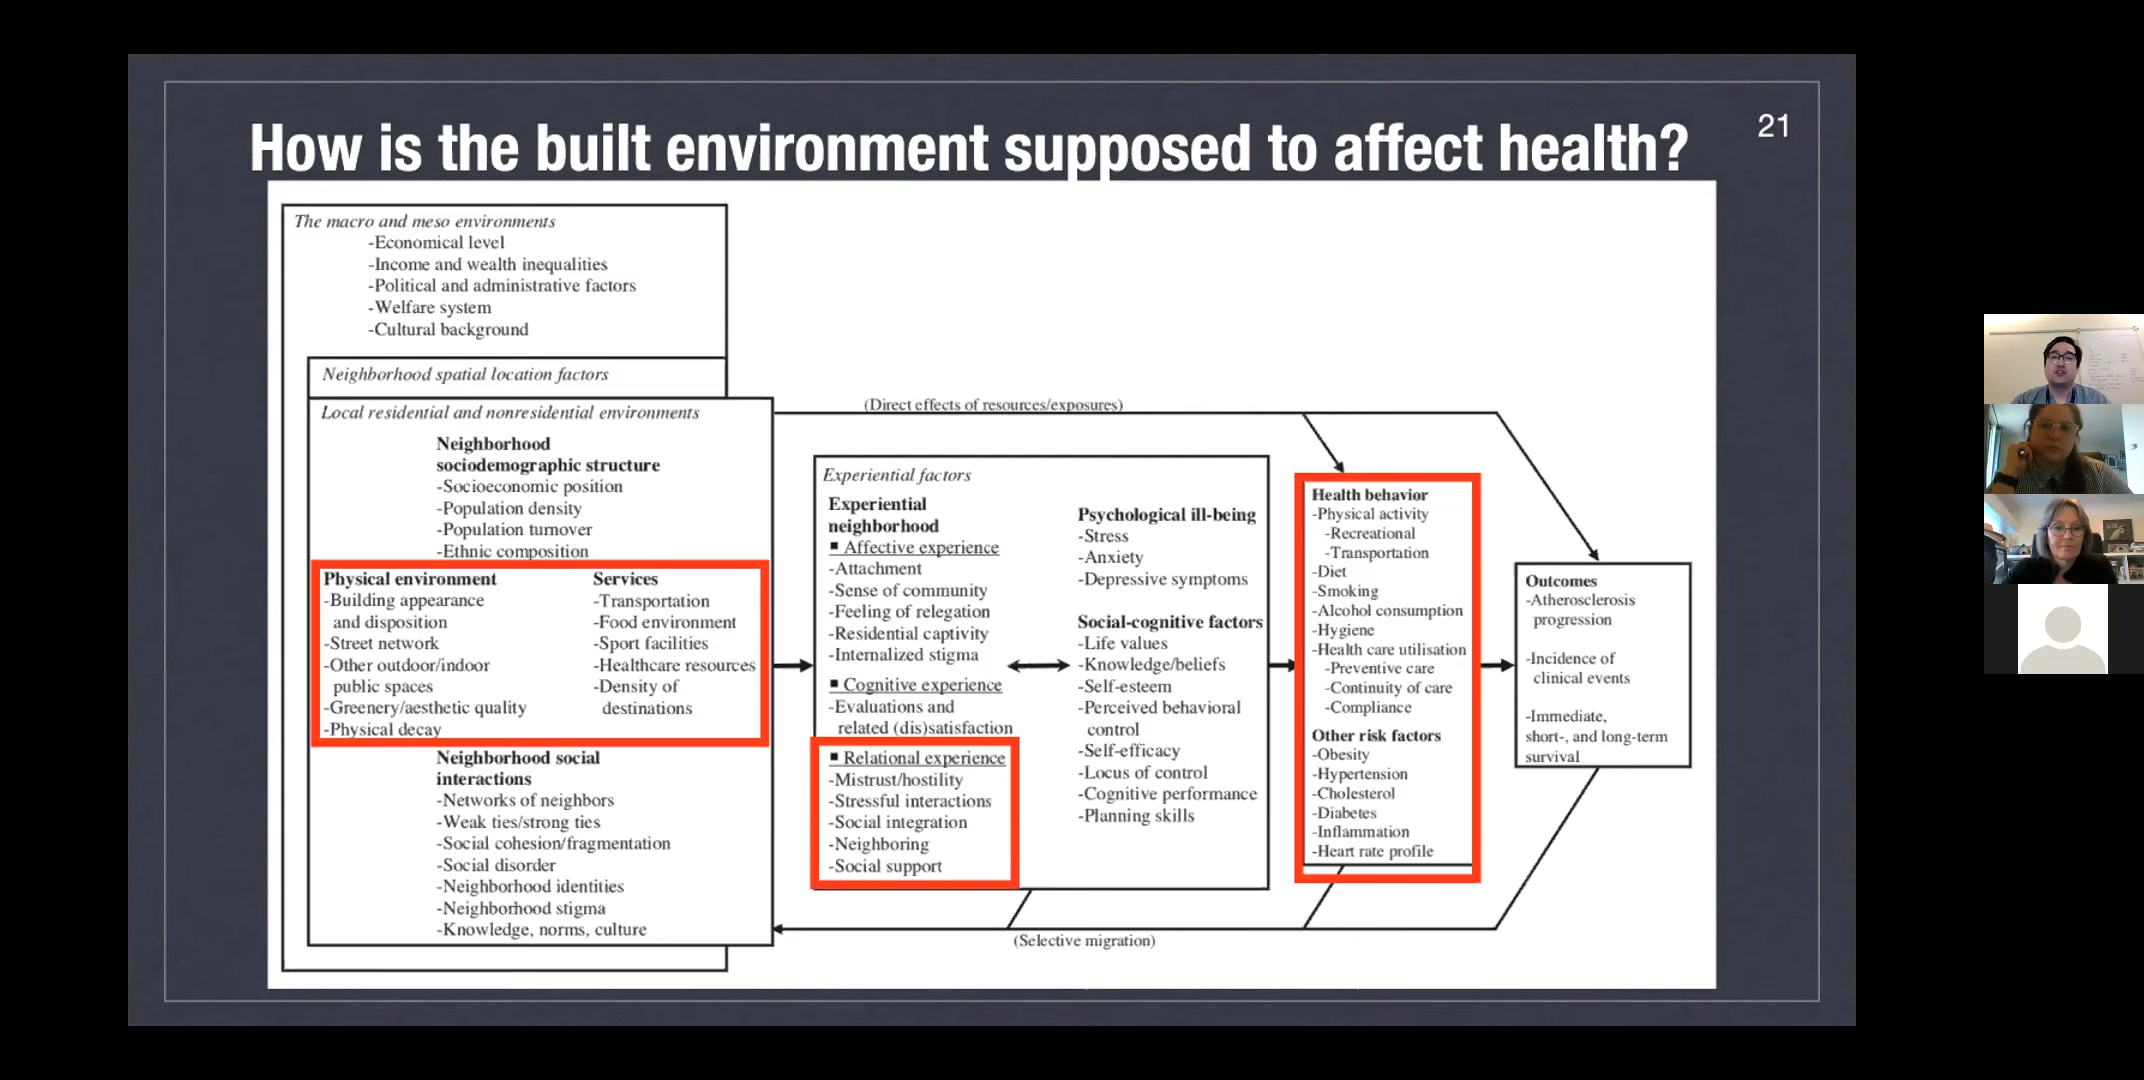 How is the built environment supposed to affect health?
21
The macro and meso environments
-Economical level
-Income and wealth inequalities
-Political and administrative factors
-Welfare system
-Cultural background
Neighborhood spatial location factors
Local residential and nonresidential environments
Neighborhood
sociodemographic structure
-Socioeconomic position
-Population density
-Population turnover
-Ethnic composition
Physical environment
-Building appearance
and disposition
-Street network
-Other outdoor/indoor
public spaces
-Greenery/aesthetic quality
-Physical decay
Services
-Transportation
-Food environment
-Sport facilities
-Healthcare resources
-Density of
destinations
Neighborhood social
interactions
-Networks of neighbors
-Weak ties/strong ties
-Social cohesion/fragmentation
-Social disorder
-Neighborhood identities
-Neighborhood stigma
-Knowledge, norms, culture
(Direct effects of resources/exposures)
Experiential factors
Experiential
neighborhood
▪ Affective experience
-Attachment
-Sense of community
-Feeling of relegation
-Residential captivity
-Internalized stigma
▪ Cognitive experience
-Evaluations and
related (dis)satisfaction
▪ Relational experience
-Mistrust/hostility
-Stressful interactions
-Social integration
-Neighboring
-Social support
Psychological ill-being
-Stress
-Anxiety
-Depressive symptoms
Social-cognitive factors
-Life values
-Knowledge/beliefs
-Self-esteem
-Perceived behavioral
control
-Self-efficacy
-Locus of control
-Cognitive performance
-Planning skills
Health behavior
-Physical activity
-Recreational
-Transportation
-Diet
-Smoking
-Alcohol consumption
-Hygiene
-Health care utilisation
-Preventive care
-Continuity of care
-Compliance
Other risk factors
-Obesity
-Hypertension
-Cholesterol
-Diabetes
-Inflammation
-Heart rate profile
Outcomes
-Atherosclerosis
progression
-Incidence of
clinical events
-Immediate,
short-, and long-term
survival
(Selective migration)